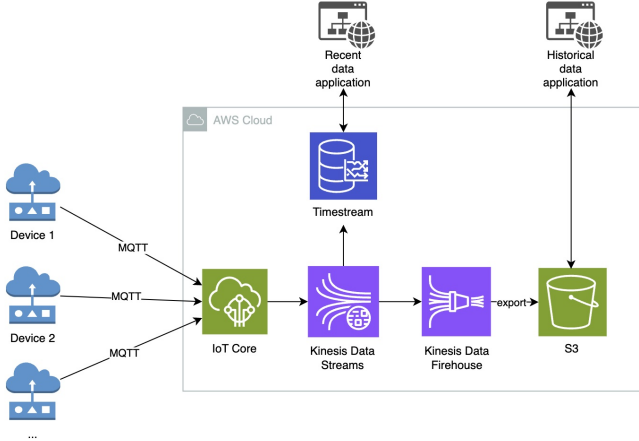 Recent
data
application
Historical
data
application
AWS Cloud
Timestream
Device 1
MQTT
Device 2
MQTT
MQTT
...
IoT Core
Kinesis Data
Streams
Kinesis Data
Firehouse
export
S3